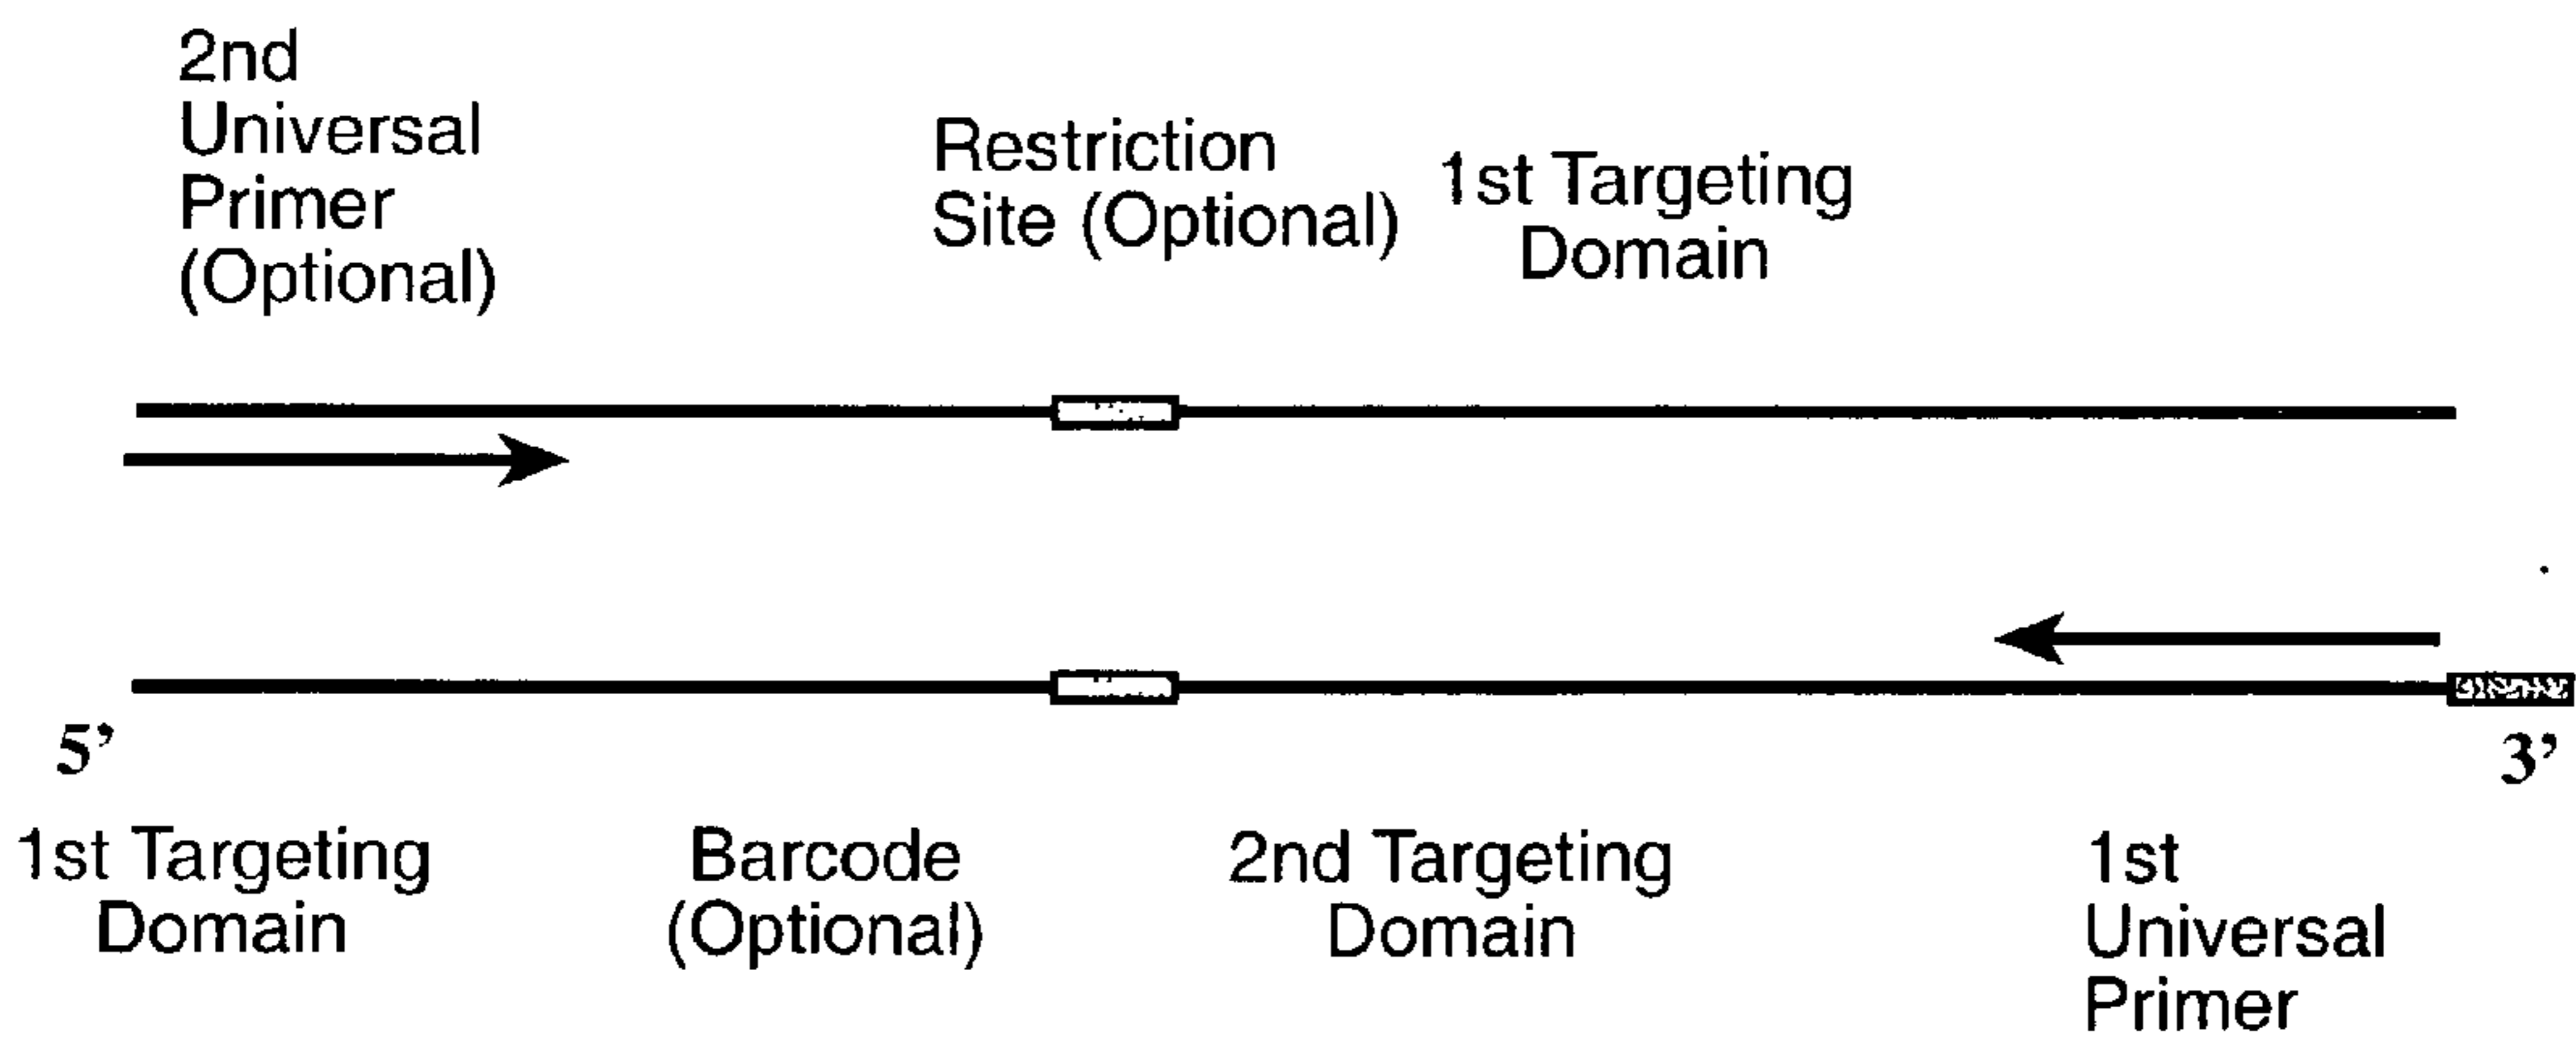 2nd
Universal
Primer
(Optional)
Restriction
Site (Optional)
1st Targeting
Domain
5’
3’
1st Targeting
Domain
Barcode
(Optional)
2nd Targeting
Domain
1st
Universal
Primer